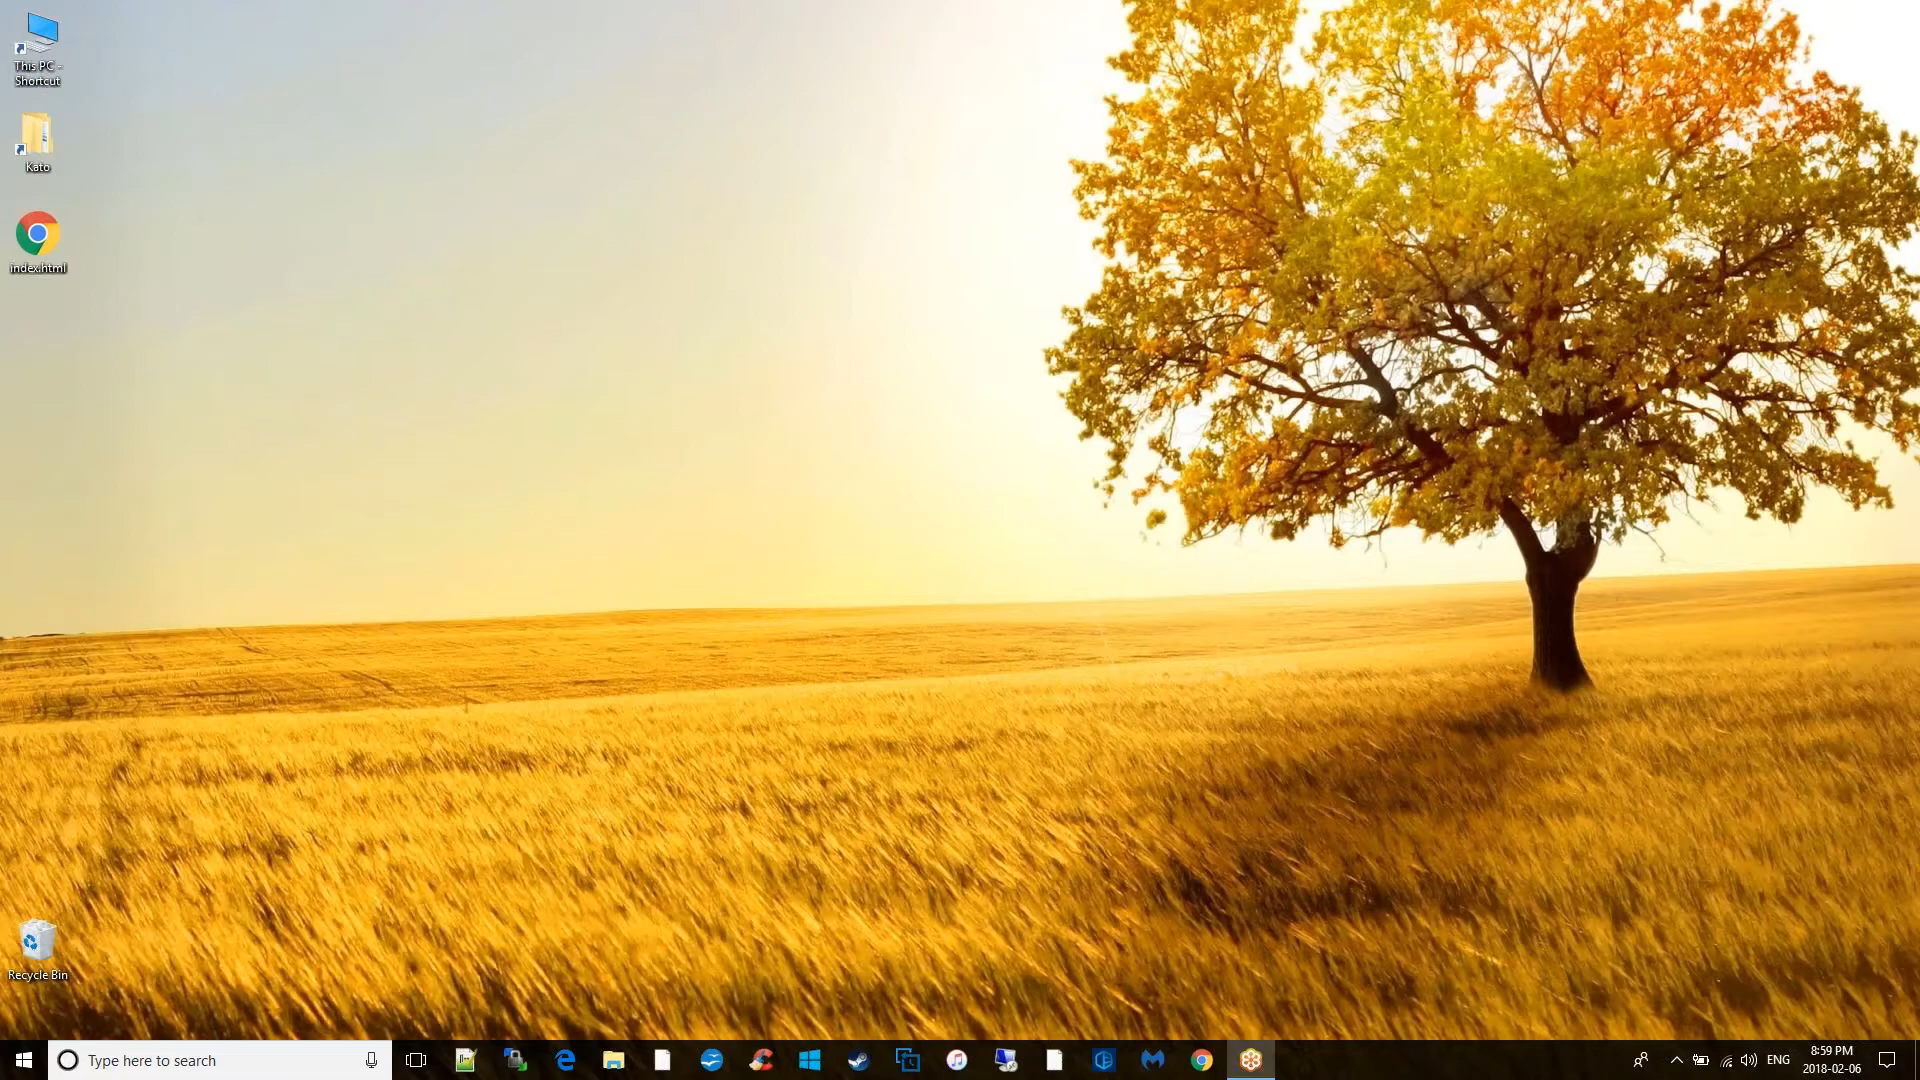 This PC -
Shortcut
Kato
index.html
Recycle Bin
Type here to search
ENG
8:59 PM
2018-02-06